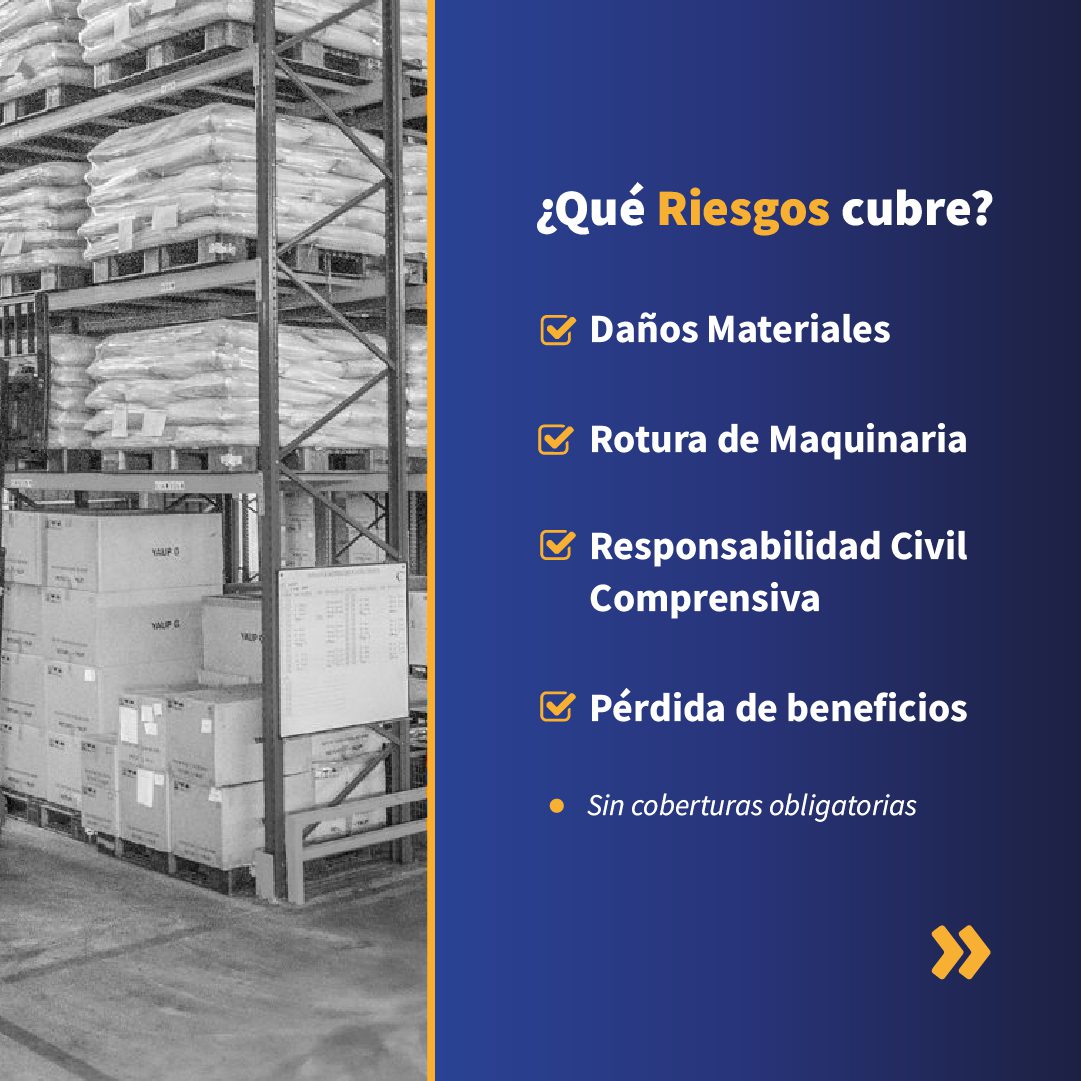 ¿Qué Riesgos cubre?
Daños Materiales
Rotura de Maquinaria
Responsabilidad Civil
Comprensiva
Pérdida de beneficios
Sin coberturas obligatorias